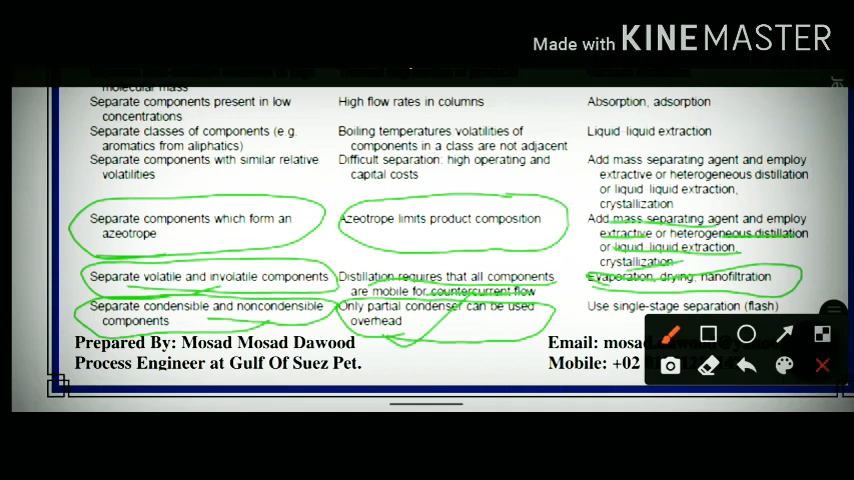 Made with KINEMASTER
molecular mass
Separate components present in low High flow rates in columns Absorption, adsorption
concentrations
Separate classes of components (e.g. Boiling temperatures volatilities of Liquid-liquid extraction
aromatics from aliphatics) components in a class are not adjacent
Separate components with similar relative Difficult separation: high operating and Add mass separating agent and employ
volatilities capital costs extractive or heterogeneous distillation
or liquid-liquid extraction,
crystallization
Separate components which form an Azeotrope limits product composition Add mass separating agent and employ
azeotrope extractive or heterogeneous distillation
or liquid-liquid extraction,
crystallization
Separate volatile and involatile components Distillation requires that all components Evaporation, drying, nanofiltration
are mobile for countercurrent flow
Separate condensible and noncondensible Only partial condenser can be used Use single-stage separation (flash)
components overhead
Prepared By: Mosad Mosad Dawood Email:
Process Engineer at Gulf Of Suez Pet. Mobile: +02